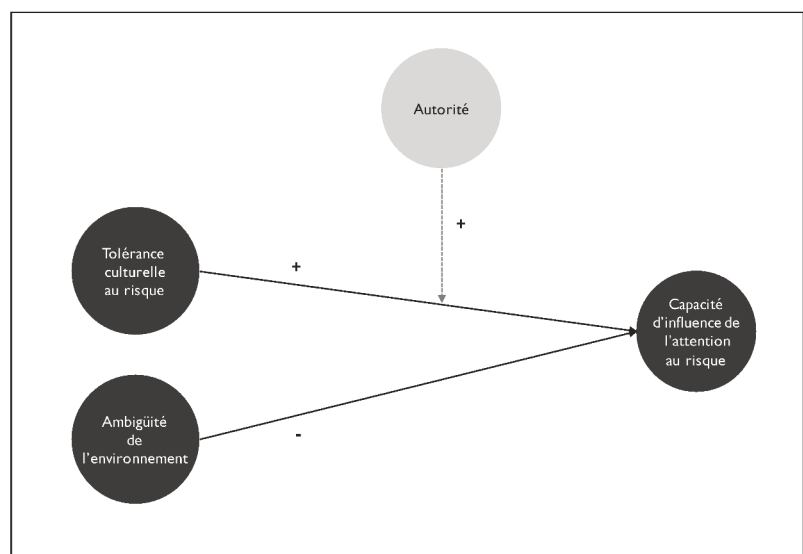 Autorité
+
Tolérance
culturelle
au risque
+
Capacité
d'influence de
l'attention
au risque
Ambigüité
de
l'environnement
-